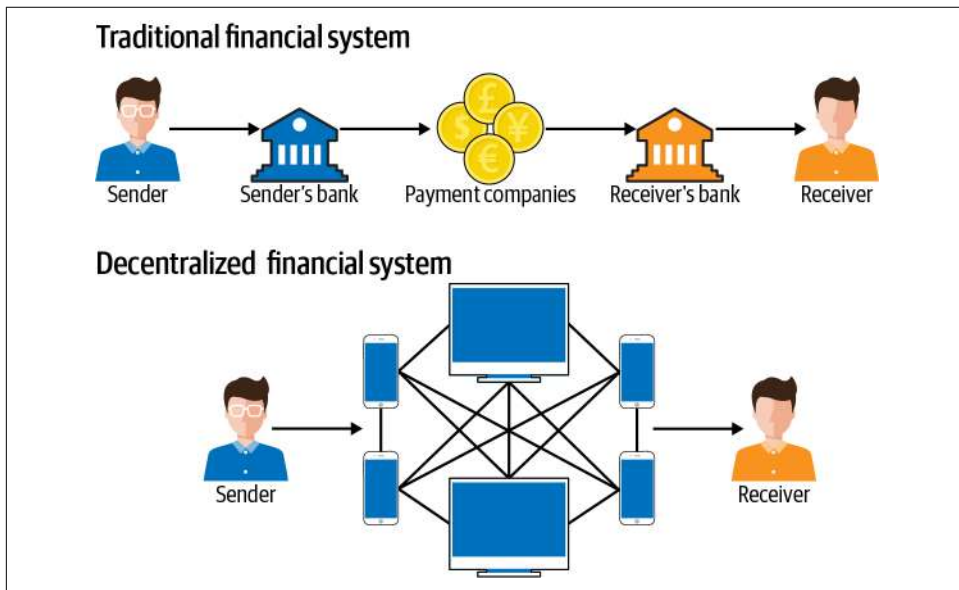 Traditional financial system
£
$ ¥
€
Sender Sender's bank Payment companies Receiver's bank Receiver
Decentralized financial system
Sender Receiver